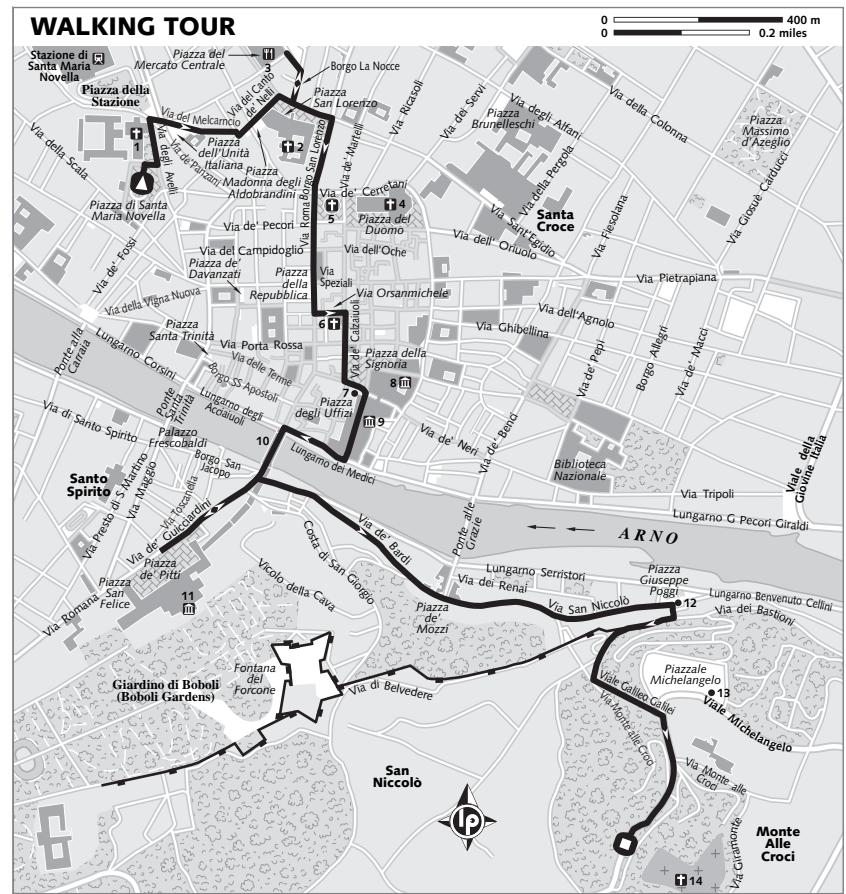 WALKING TOUR
0 400 m
0 0.2 miles
Stazione di
Santa Maria
Novella
Piazza del
Mercato Centrale
3
Borgo La Nocce
Piazza della
Stazione
Via del Canto
de' Nelli
Piazza
San Lorenzo
Via del Melarancio
1
Via degli Avelli
Via de' Panzani
Piazza
dell'Unità
Italiana
2
Piazza
Madonna degli
Aldobrandini
Borgo San Lorenzo
Via de' Martelli
Via Ricasoli
Via dei Servi
Piazza
Brunelleschi
Via degli Alfani
Via della Colonna
Piazza
Massimo
d'Azeglio
Via della Pergola
Via Giosuè Carducci
Via della Scala
Piazza di Santa
Maria Novella
Via de' Cerretani
4
5
Piazza del
Duomo
Via Roma
Santa
Croce
Via Sant'Egidio
Via Fiesolana
Via de' Fossi
Via de' Pecori
Via del Campidoglio
Via dell'Oche
Via dell' Oriuolo
Piazza de'
Davanzati
Piazza
della
Repubblica
Via
Speziali
Via Orsanmichele
Via Pietrapiana
Via della Vigna Nuova
6
Via de' Calzaiuoli
Via dell'Agnolo
Via Ghibellina
Piazza
Santa Trinità
Via Porta Rossa
Via delle Terme
Borgo SS Apostoli
Piazza della
Signoria
8
7
Piazza
degli Uffizi
9
Via de' Pepi
Borgo Allegri
Via de' Macci
Ponte alla
Carraia
Lungarno Corsini
Ponte
Santa
Trinità
Lungarno degli
Acciaiuoli
Via di Santo Spirito
Palazzo
Frescobaldi
10
Lungarno dei Medici
Via de' Neri
Via de' Benci
Biblioteca
Nazionale
Viale della
Giovine Italia
Santo
Spirito
Borgo San
Jacopo
Via Presto di S Martino
Via Maggio
Via Toscanella
Via de' Guicciardini
Via Tripoli
Lungarno G Pecori Giraldi
ARNO
Ponte alle
Grazie
Via de' Bardi
Costa di San Giorgio
Piazza
de' Pitti
Piazza
San
Felice
Via Romana
11
Vicolo della Cava
Lungarno Serristori
Via dei Renai
Piazza
Giuseppe
Poggi
12
Lungarno Benvenuto Cellini
Via dei Bastioni
Via San Niccolò
Piazza
de'
Mozzi
Giardino di Boboli
(Boboli Gardens)
Fontana
del
Forcone
Via di Belvedere
Piazzale
Michelangelo
13
Viale Michelangelo
Viale Galileo Galilei
Via Monte alle Croci
San
Niccolò
lp
Via Monte alle
Croci
Via Giramonte
Monte
Alle
Croci
14